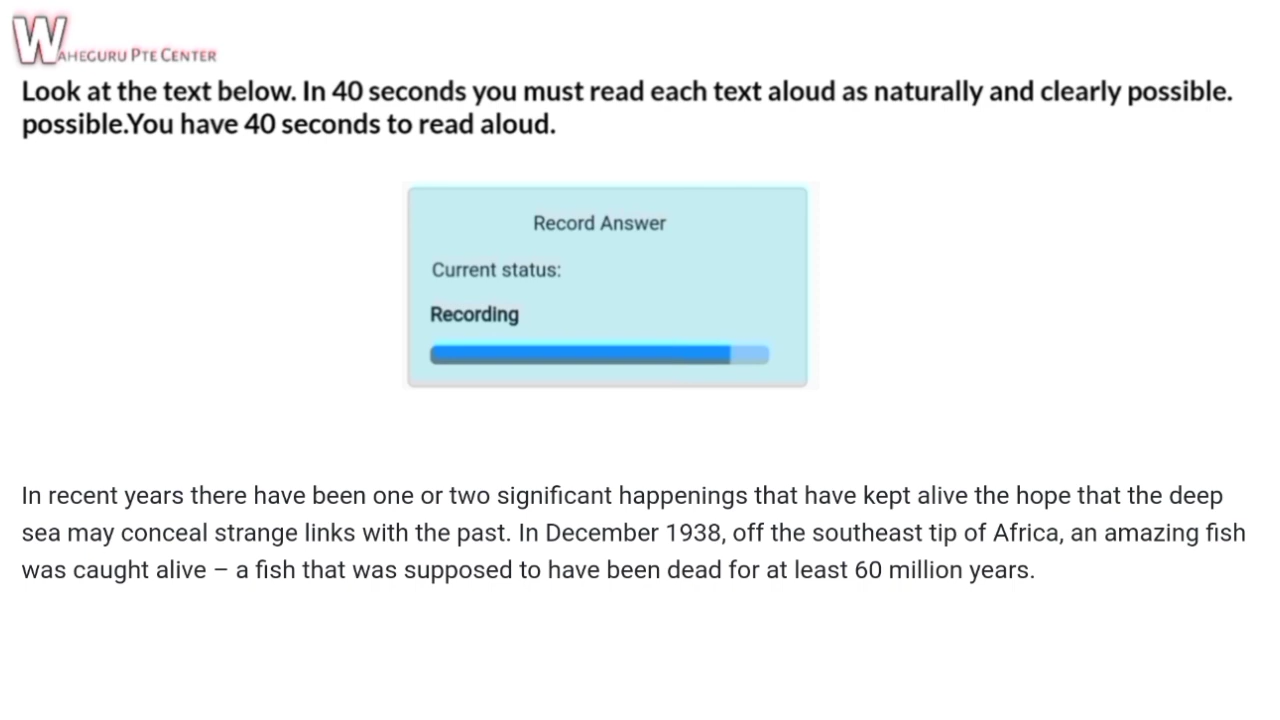 WAHEGURU PTE CENTER
Look at the text below. In 40 seconds you must read each text aloud as naturally and clearly possible.
possible.You have 40 seconds to read aloud.
Record Answer
Current status:
Recording
In recent years there have been one or two significant happenings that have kept alive the hope that the deep
sea may conceal strange links with the past. In December 1938, off the southeast tip of Africa, an amazing fish
was caught alive – a fish that was supposed to have been dead for at least 60 million years.